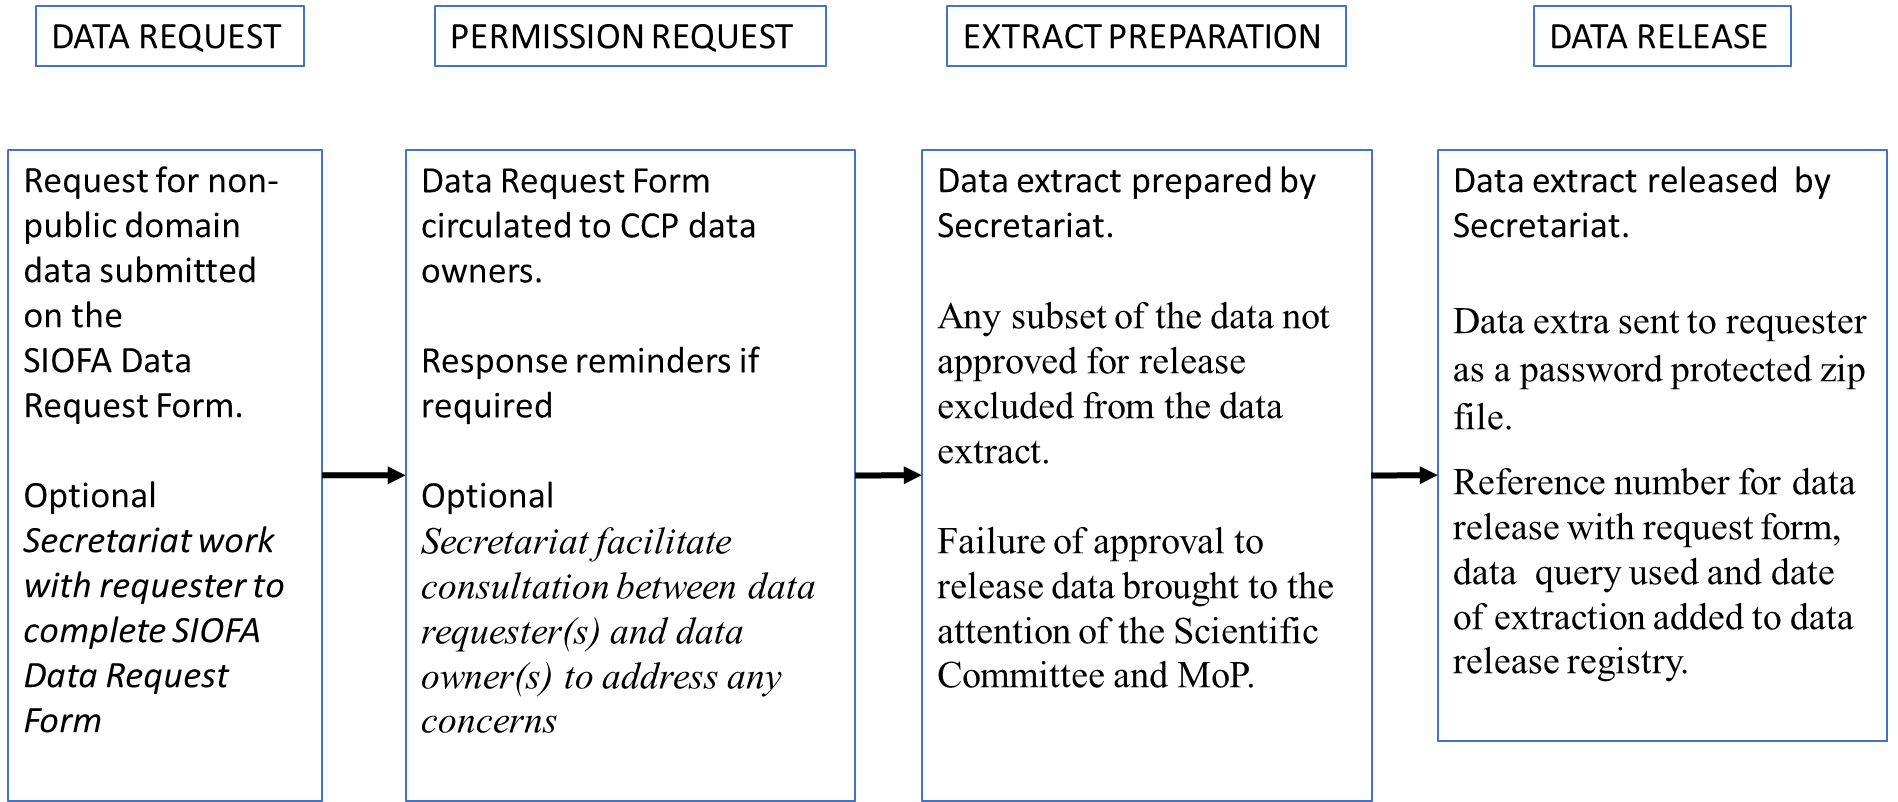 DATA REQUEST
PERMISSION REQUEST
EXTRACT PREPARATION
DATA RELEASE
Request for non-
public domain
data submitted
on the
SIOFA Data
Request Form.
Optional
Secretariat work
with requester to
complete SIOFA
Data Request
Form
Data Request Form
circulated to CCP data
owners.
Response reminders if
required
Optional
Secretariat facilitate
consultation between data
requester(s) and data
owner(s) to address any
concerns
Data extract prepared by
Secretariat.
Any subset of the data not
approved for release
excluded from the data
extract.
Failure of approval to
release data brought to the
attention of the Scientific
Committee and MoP.
Data extract released by
Secretariat.
Data extra sent to requester
as a password protected zip
file.
Reference number for data
release with request form,
data query used and date
of extraction added to data
release registry.